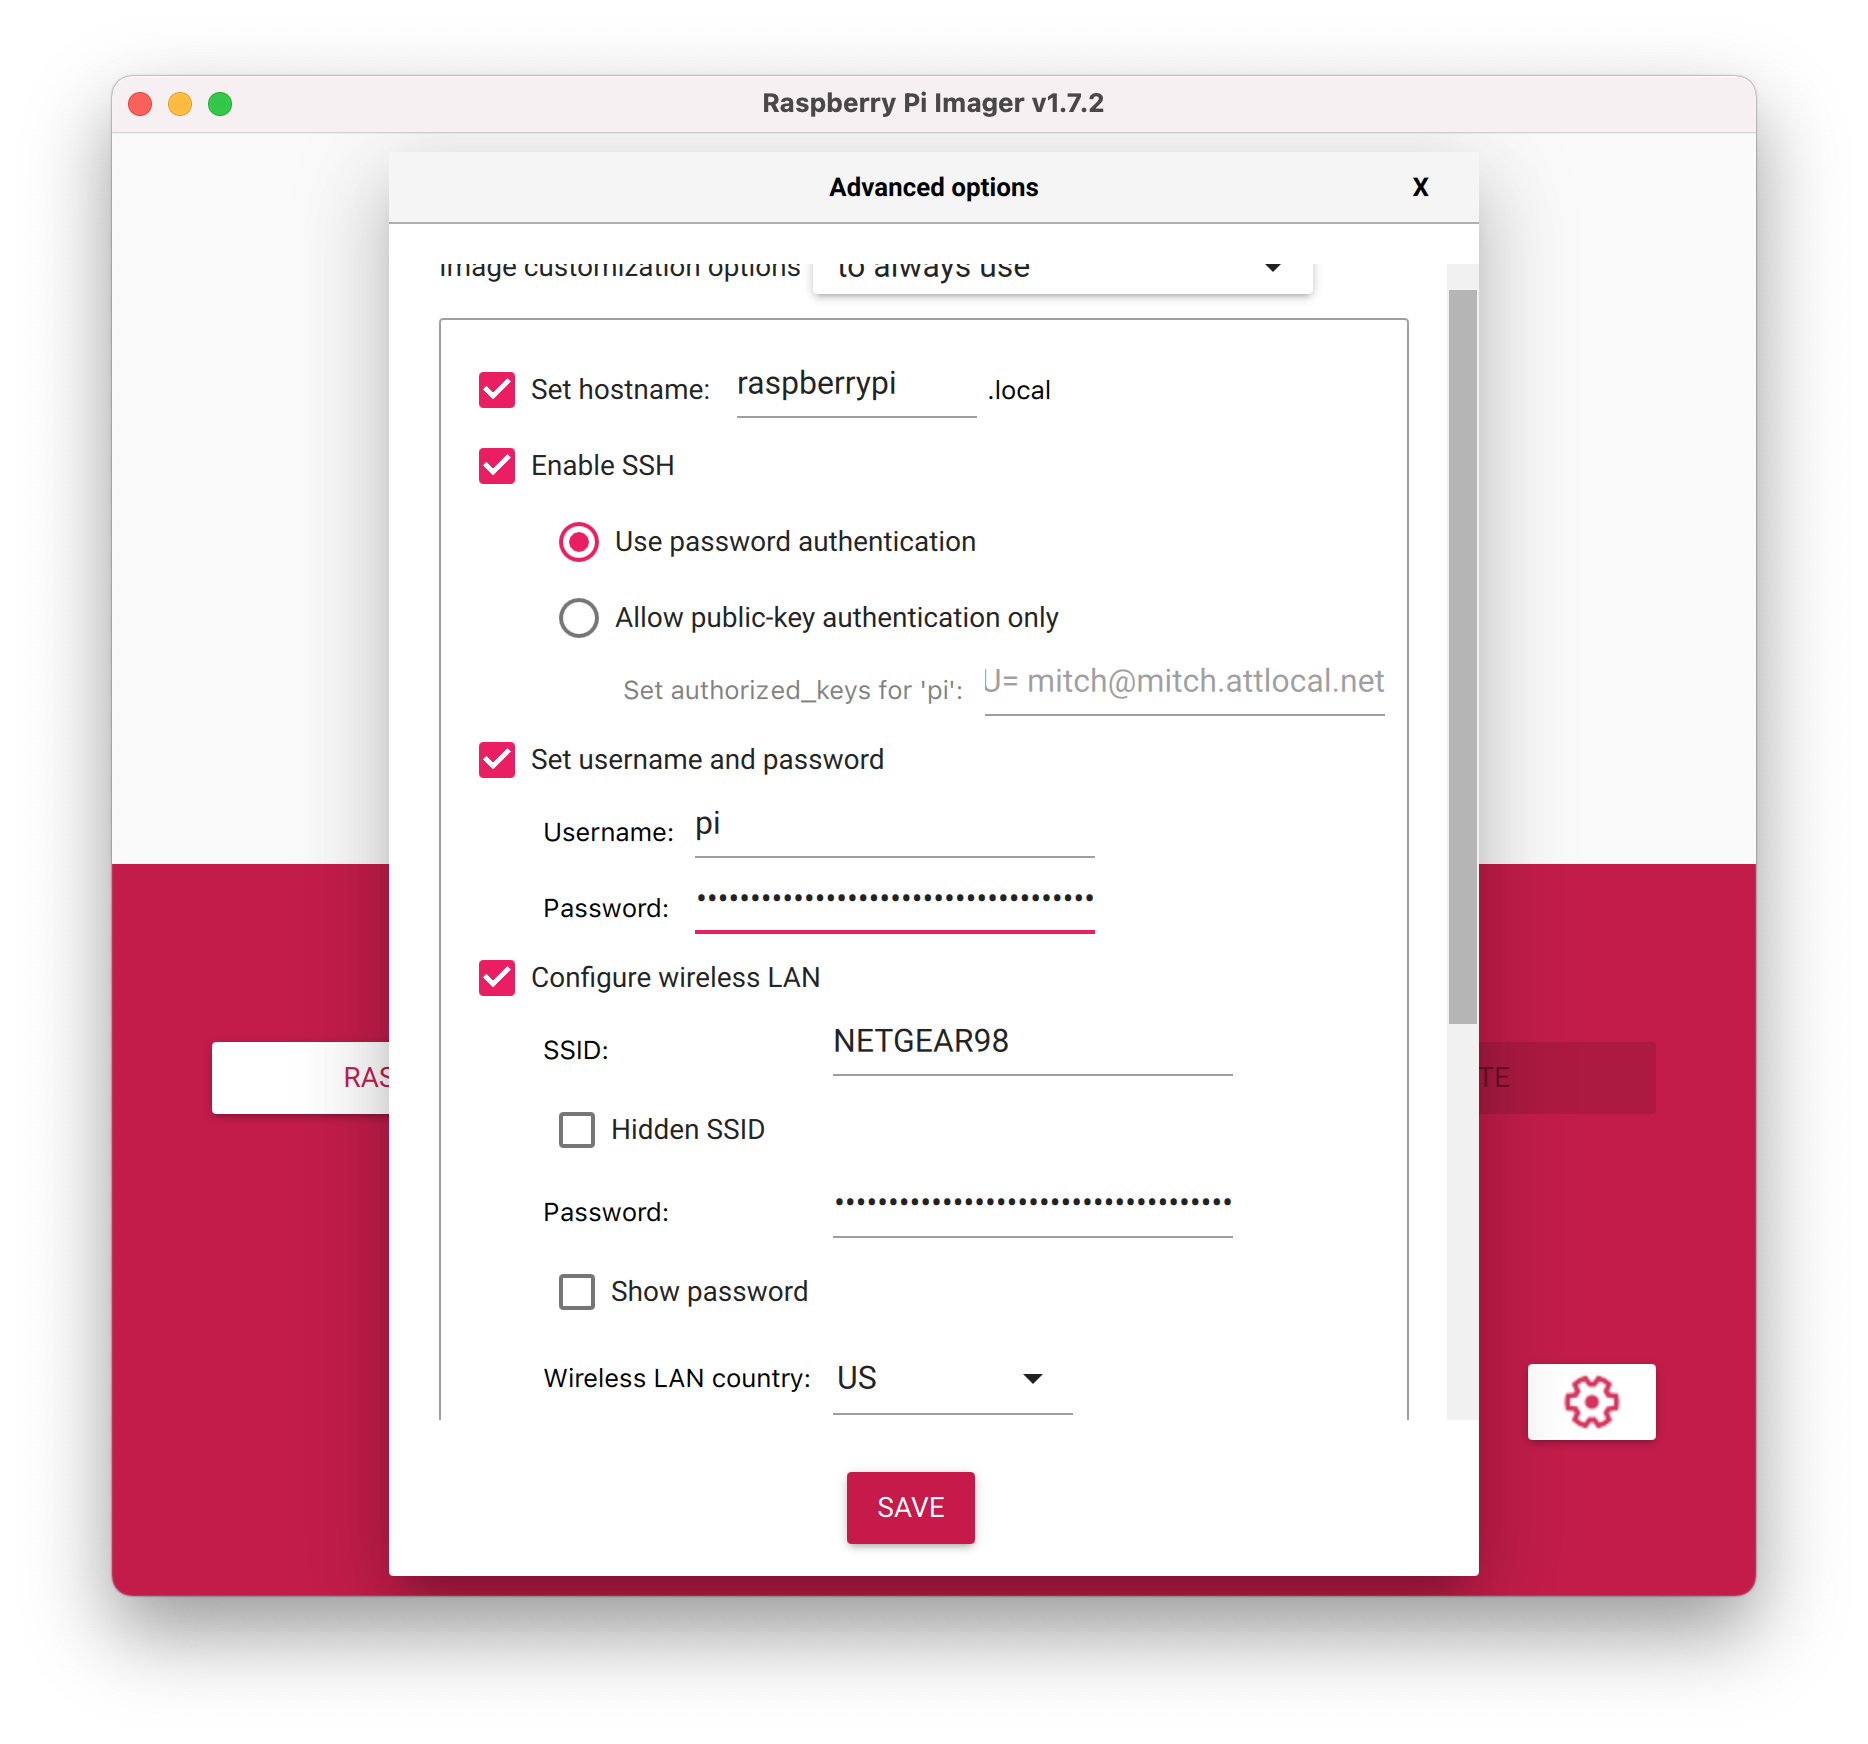 Raspberry Pi Imager v1.7.2
Advanced options X
Image customization options to always use
Set hostname: raspberrypi .local
Enable SSH
Use password authentication
Allow public-key authentication only
Set authorized_keys for 'pi': U= mitch@mitch.attlocal.net
Set username and password
Username: pi
Password: •••••••••••••••••••••••••••••••••••••
Configure wireless LAN
SSID: NETGEAR98
RAS TE
Hidden SSID
Password: •••••••••••••••••••••••••••••••••••••
Show password
Wireless LAN country: US
SAVE